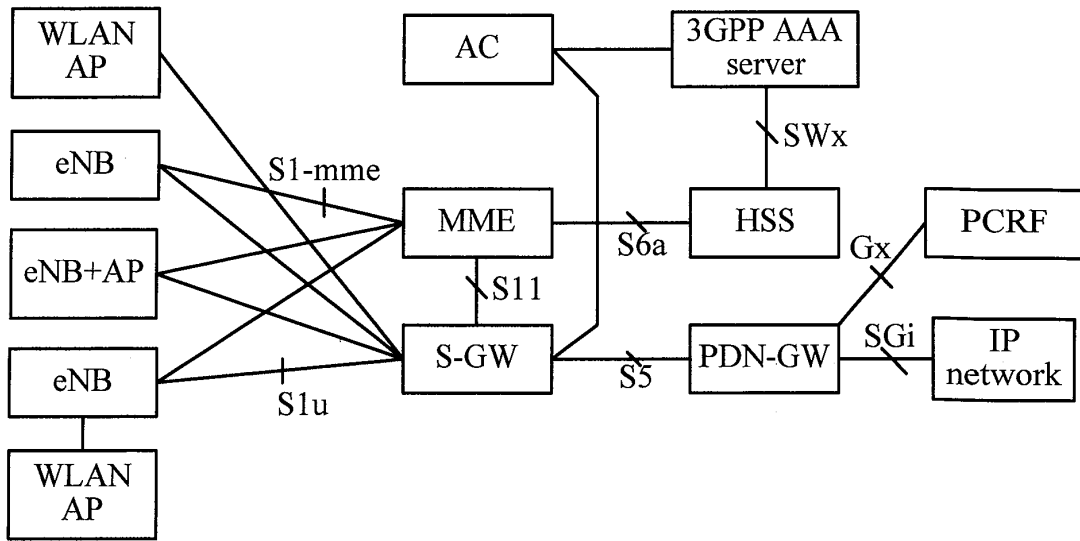 WLAN
AP
AC
3GPP AAA
server
eNB
S1-mme
SWx
MME
S6a
HSS
Gx
PCRF
eNB+AP
S11
eNB
S1u
S-GW
S5
PDN-GW
SGi
IP
network
WLAN
AP